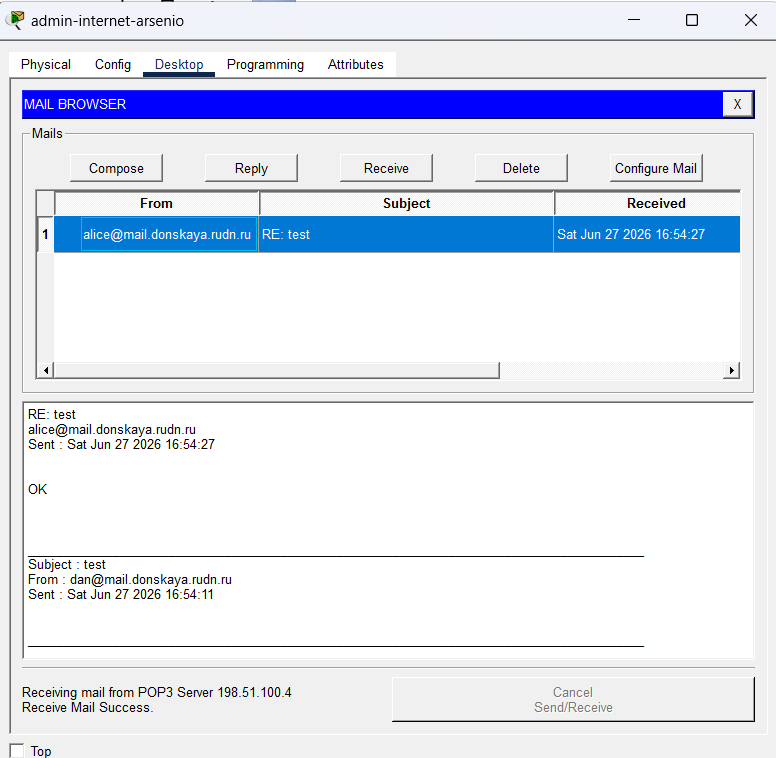 admin-internet-arsenio
Physical Config Desktop Programming Attributes
MAIL BROWSER X
Mails
Compose Reply Receive Delete Configure Mail
From Subject Received
1 alice@mail.donskaya.rudn.ru RE: test Sat Jun 27 2026 16:54:27
RE: test
alice@mail.donskaya.rudn.ru
Sent : Sat Jun 27 2026 16:54:27
OK
Subject : test
From : dan@mail.donskaya.rudn.ru
Sent : Sat Jun 27 2026 16:54:11
Receiving mail from POP3 Server 198.51.100.4
Receive Mail Success.
Cancel
Send/Receive
Top